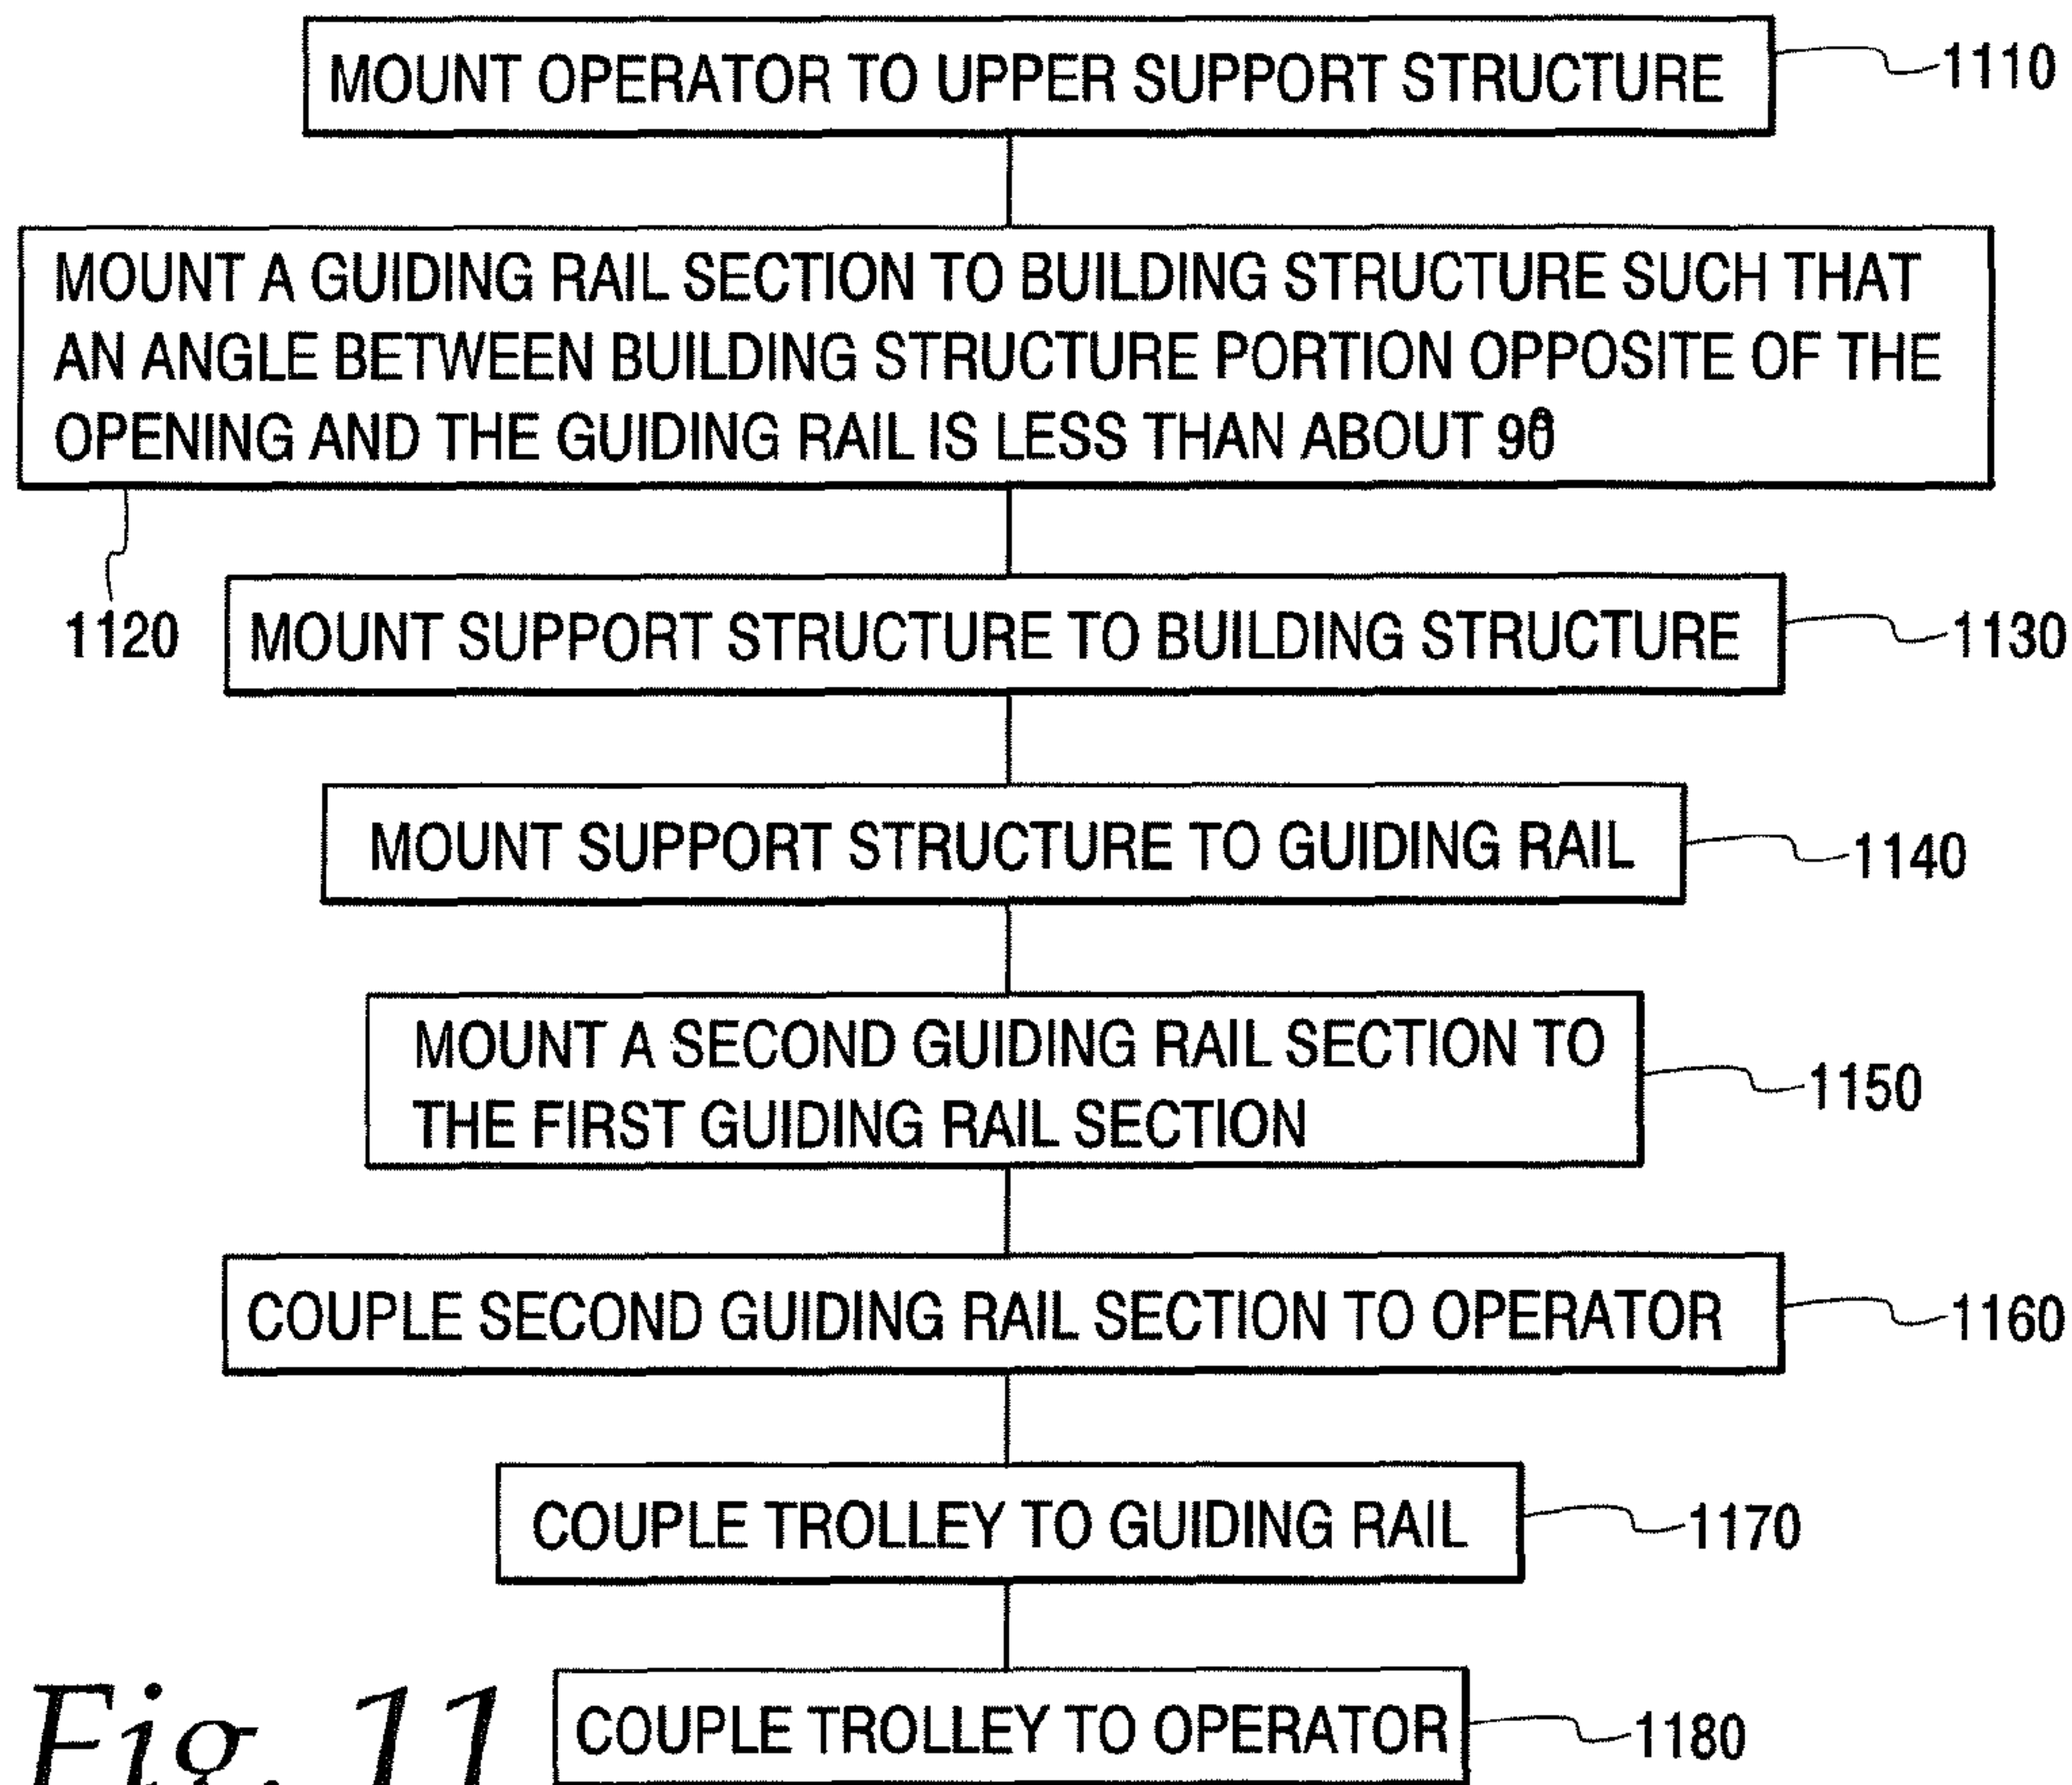 MOUNT OPERATOR TO UPPER SUPPORT STRUCTURE
1110
MOUNT A GUIDING RAIL SECTION TO BUILDING STRUCTURE SUCH THAT
AN ANGLE BETWEEN BUILDING STRUCTURE PORTION OPPOSITE OF THE
OPENING AND THE GUIDING RAIL IS LESS THAN ABOUT 90°
1120
MOUNT SUPPORT STRUCTURE TO BUILDING STRUCTURE
1130
MOUNT SUPPORT STRUCTURE TO GUIDING RAIL
1140
MOUNT A SECOND GUIDING RAIL SECTION TO
THE FIRST GUIDING RAIL SECTION
1150
COUPLE SECOND GUIDING RAIL SECTION TO OPERATOR
1160
COUPLE TROLLEY TO GUIDING RAIL
1170
COUPLE TROLLEY TO OPERATOR
1180
Fig. 11